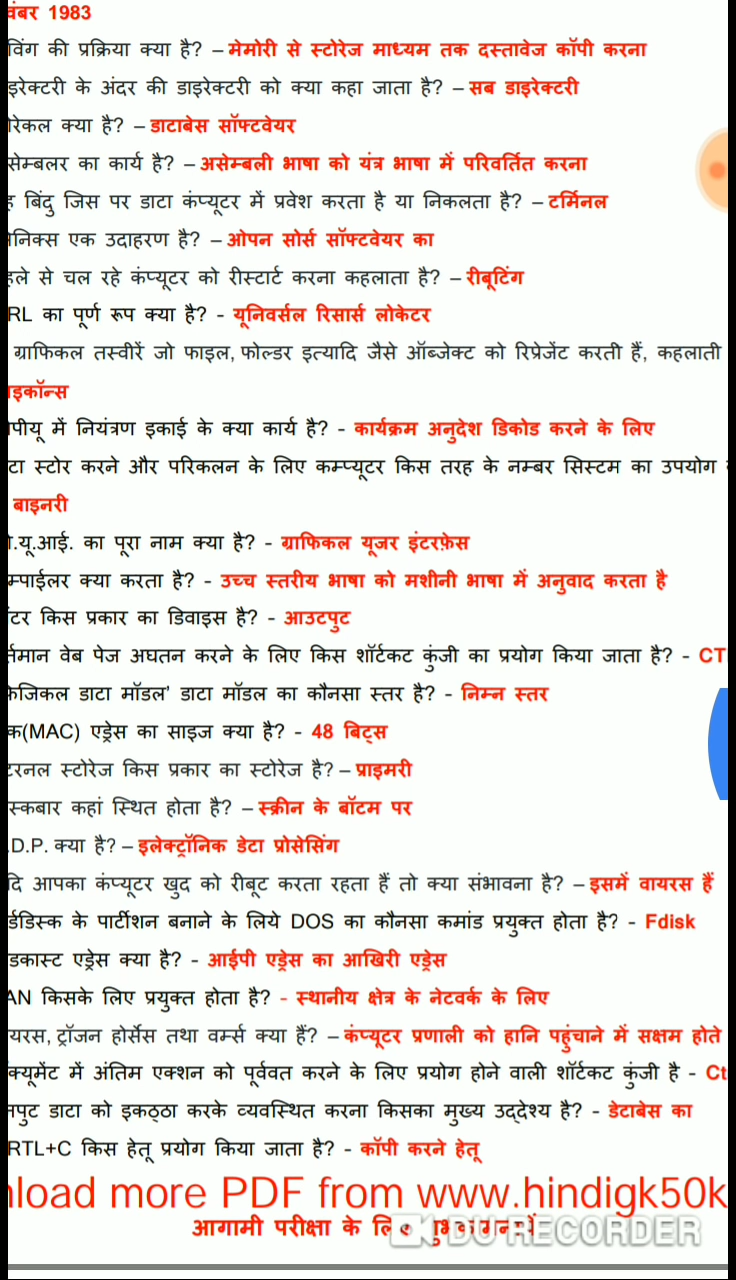 वंबर 1983
विंग की प्रक्रिया क्या है? – मेमोरी से स्टोरेज माध्यम तक दस्तावेज कॉपी करना
इरेक्टरी के अंदर की डाइरेक्टरी को क्या कहा जाता है? – सब डाइरेक्टरी
रेकल क्या है? – डाटाबेस सॉफ्टवेयर
सेम्बलर का कार्य है? – असेम्बली भाषा को यंत्र भाषा में परिवर्तित करना
ह बिंदु जिस पर डाटा कंप्यूटर में प्रवेश करता है या निकलता है? – टर्मिनल
निक्स एक उदाहरण है? – ओपन सोर्स सॉफ्टवेयर का
हले से चल रहे कंप्यूटर को रीस्टार्ट करना कहलाता है? – रीबूटिंग
RL का पूर्ण रूप क्या है? - यूनिवर्सल रिसार्स लोकेटर
ग्राफिकल तस्वीरें जो फाइल, फोल्डर इत्यादि जैसे ऑब्जेक्ट को रिप्रेजेंट करती हैं, कहलाती
इकॉन्स
पीयू में नियंत्रण इकाई के क्या कार्य है? - कार्यक्रम अनुदेश डिकोड करने के लिए
टा स्टोर करने और परिकलन के लिए कम्प्यूटर किस तरह के नम्बर सिस्टम का उपयोग
बाइनरी
.यू.आई. का पूरा नाम क्या है? - ग्राफिकल यूजर इंटरफ़ेस
म्पाईलर क्या करता है? - उच्च स्तरीय भाषा को मशीनी भाषा में अनुवाद करता है
टर किस प्रकार का डिवाइस है? - आउटपुट
र्तमान वेब पेज अघतन करने के लिए किस शॉर्टकट कुंजी का प्रयोग किया जाता है? - CT
जिकल डाटा मॉडल' डाटा मॉडल का कौनसा स्तर है? - निम्न स्तर
क(MAC) एड्रेस का साइज क्या है? - 48 बिट्स
टरनल स्टोरेज किस प्रकार का स्टोरेज है? – प्राइमरी
स्कबार कहां स्थित होता है? – स्क्रीन के बॉटम पर
.D.P. क्या है? – इलेक्ट्रॉनिक डेटा प्रोसेसिंग
दि आपका कंप्यूटर खुद को रीबूट करता रहता हैं तो क्या संभावना है? – इसमें वायरस हैं
र्डडिस्क के पार्टीशन बनाने के लिये DOS का कौनसा कमांड प्रयुक्त होता है? - Fdisk
डकास्ट एड्रेस क्या है? - आईपी एड्रेस का आखिरी एड्रेस
AN किसके लिए प्रयुक्त होता है? - स्थानीय क्षेत्र के नेटवर्क के लिए
यरस, ट्रॉजन होर्सेस तथा वर्म्स क्या हैं? – कंप्यूटर प्रणाली को हानि पहुंचाने में सक्षम होते
क्यूमेंट में अंतिम एक्शन को पूर्ववत करने के लिए प्रयोग होने वाली शॉर्टकट कुंजी है - Ct
नपुट डाटा को इकठ्ठा करके व्यवस्थित करना किसका मुख्य उद्देश्य है? - डेटाबेस का
RTL+C किस हेतू प्रयोग किया जाता है? - कॉपी करने हेतू
nload more PDF from www.hindigk50k
आगामी परीक्षा के
DU RECORDER